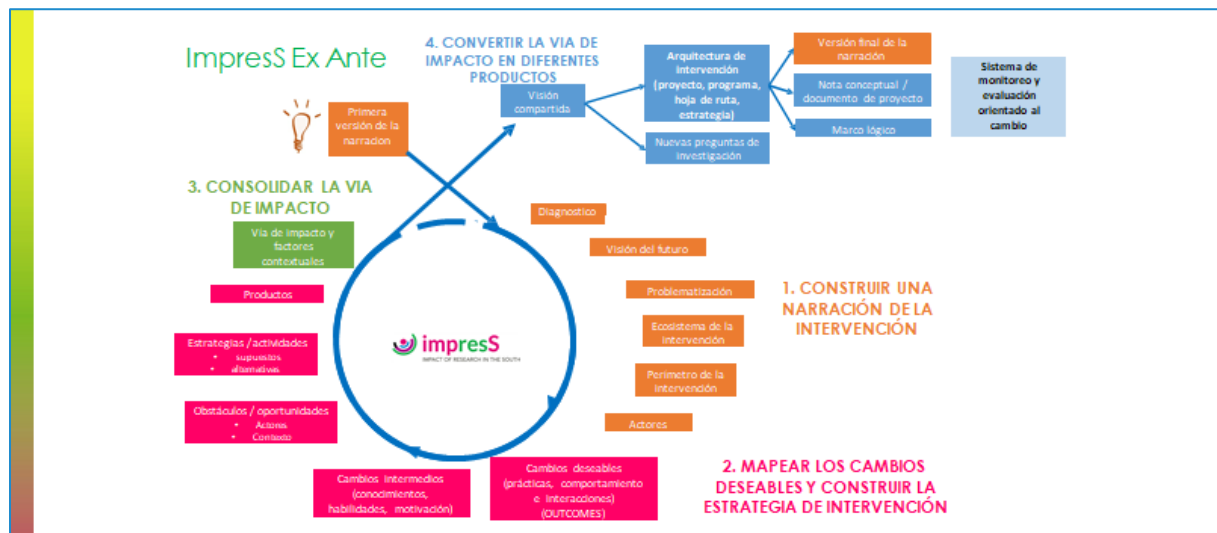 ImpresS Ex Ante
4. CONVERTIR LA VIA DE
IMPACTO EN DIFERENTES
PRODUCTOS
Visión
compartida
Arquitectura de
intervención
(proyecto, programa,
hoja de ruta,
estrategia)
Nuevas preguntas de
investigación
Versión final de la
narración
Nota conceptual /
documento de proyecto
Marco lógico
Sistema de
monitoreo y
evaluación
orientado al
cambio
Primera
versión de la
narracion
3. CONSOLIDAR LA VIA
DE IMPACTO
Vía de impacto y
factores
contextuales
Productos
Estrategias / actividades
• supuestos
• alternativas
Obstáculos / oportunidades
• Actores
• Contexto
Cambios intermedios
(conocimientos,
habilidades, motivación)
Cambios deseables
(prácticas, comportamiento
e interacciones)
(OUTCOMES)
impresS
IMPACT OF RESEARCH IN THE SOUTH
Diagnostico
Visión del futuro
Problematización
Ecosistema de la
intervención
Perímetro de la
intervención
Actores
1. CONSTRUIR UNA
NARRACIÓN DE LA
INTERVENCIÓN
2. MAPEAR LOS CAMBIOS
DESEABLES Y CONSTRUIR LA
ESTRATEGIA DE INTERVENCIÓN